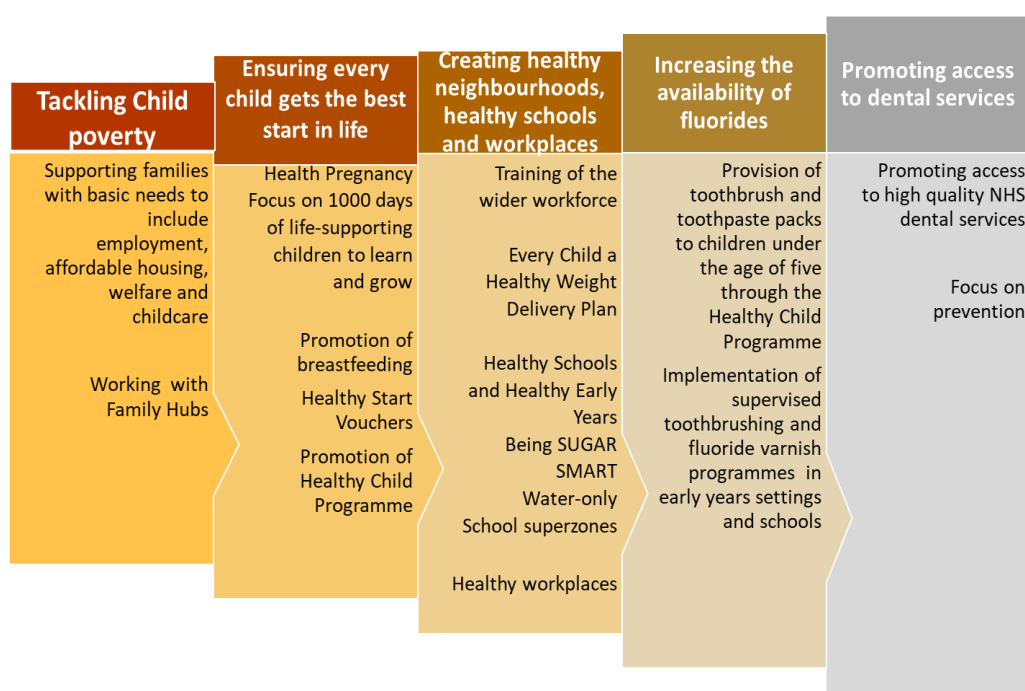 Tackling Child
poverty
Supporting families
with basic needs to
include
employment,
affordable housing,
welfare and
childcare
Working with
Family Hubs
Ensuring every
child gets the best
start in life
Health Pregnancy
Focus on 1000 days
of life-supporting
children to learn
and grow
Promotion of
breastfeeding
Healthy Start
Vouchers
Promotion of
Healthy Child
Programme
Creating healthy
neighbourhoods,
healthy schools
and workplaces
Training of the
wider workforce
Every Child a
Healthy Weight
Delivery Plan
Healthy Schools
and Healthy Early
Years
Being SUGAR
SMART
Water-only
School superzones
Healthy workplaces
Increasing the
availability of
fluorides
Provision of
toothbrush and
toothpaste packs
to children under
the age of five
through the
Healthy Child
Programme
Implementation of
supervised
toothbrushing and
fluoride varnish
programmes in
early years settings
and schools
Promoting access
to dental services
Promoting access
to high quality NHS
dental services
Focus on
prevention